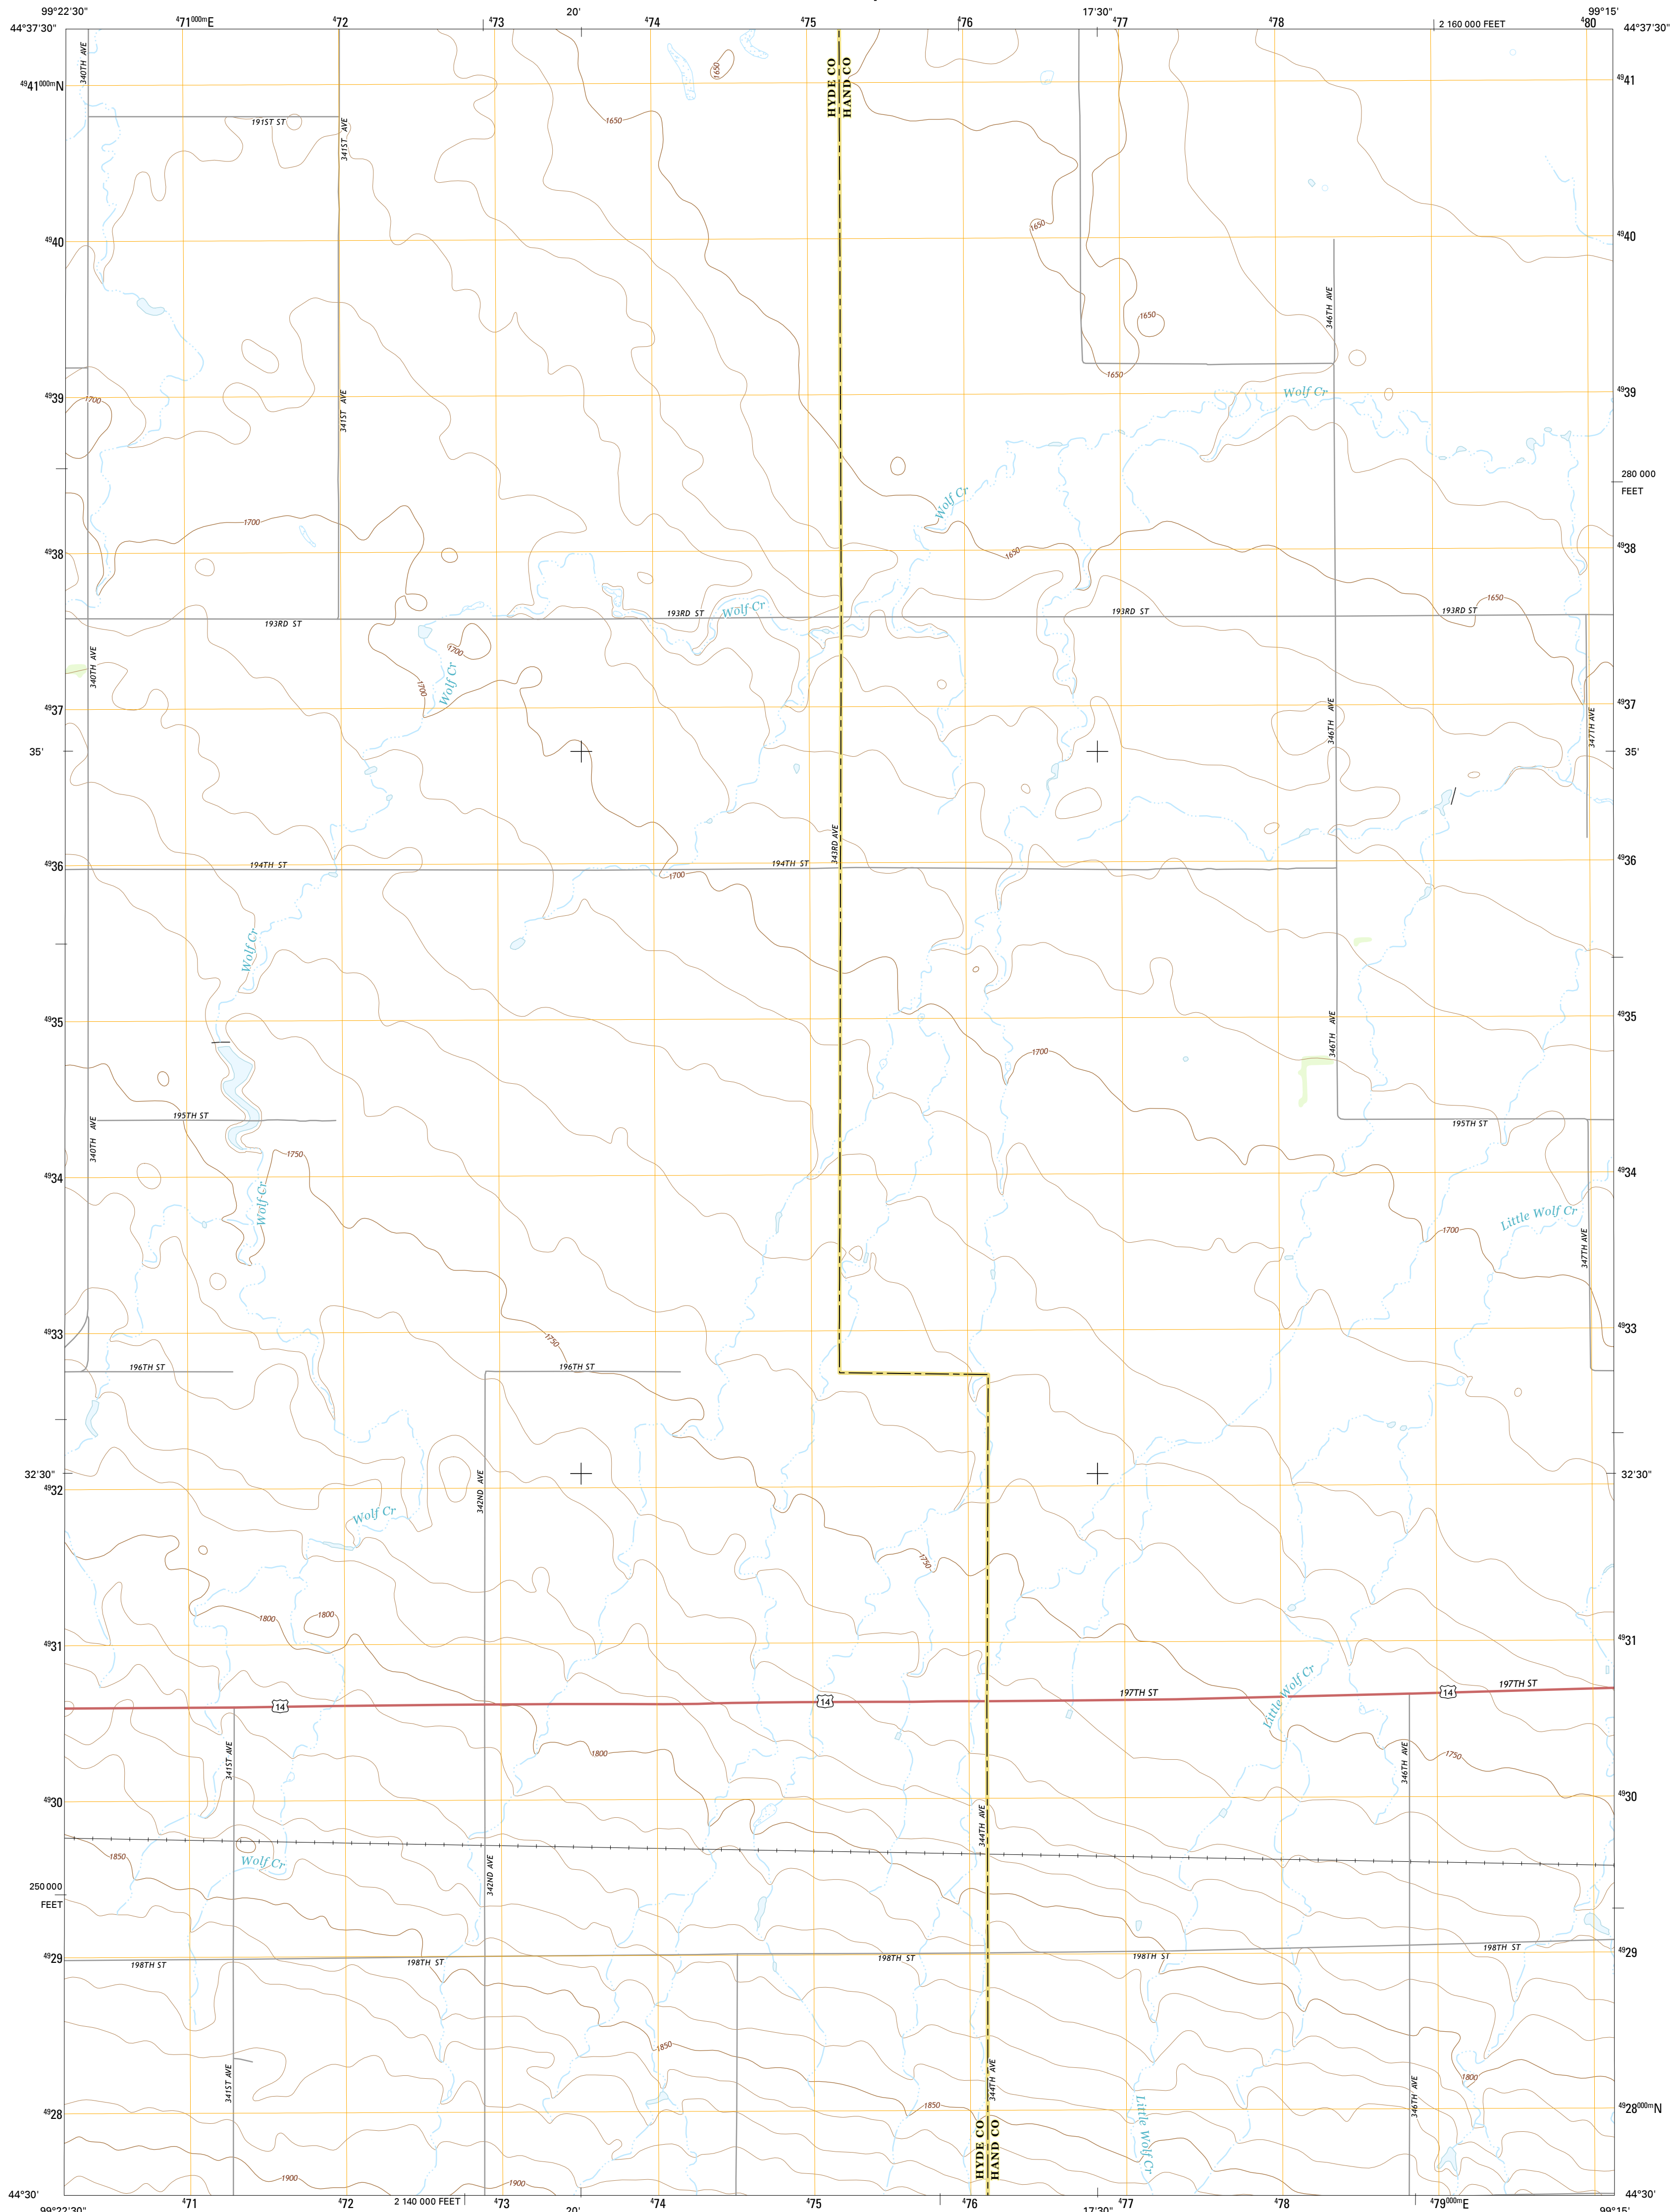 99°22'30" 20' 17'30" 99°15'
⁴71⁰⁰⁰ᵐE ⁴72 ⁴73 ⁴74 ⁴75 ⁴76 ⁴77 ⁴78 2 160 000 FEET ⁴80
44°37'30" 44°37'30"
340TH AVE
1650
HYDE CO
HAND CO
⁴⁹41⁰⁰⁰ᵐN ⁴⁹41
191ST ST
341ST AVE
1650
1650
⁴⁹40 ⁴⁹40
346TH AVE
1650
1650
Wolf Cr
⁴⁹39 ⁴⁹39
1700
341ST AVE
280 000
FEET
Wolf Cr
1700
⁴⁹38 1650 ⁴⁹38
1650
193RD ST Wolf Cr 193RD ST 193RD ST
193RD ST
1700
340TH AVE
Wolf Cr
1700
⁴⁹37 ⁴⁹37
346TH AVE
347TH AVE
35' 35'
343RD AVE
⁴⁹36 194TH ST 194TH ST ⁴⁹36
1700
Wolf Cr
⁴⁹35 ⁴⁹35
346TH AVE
1700
195TH ST
195TH ST
340TH AVE
1750
⁴⁹34 ⁴⁹34
Wolf Cr
Little Wolf Cr
1700
347TH AVE
⁴⁹33 1750 ⁴⁹33
196TH ST 196TH ST
32'30" 32'30"
342ND AVE
⁴⁹32
Wolf Cr
1750
1800 1800
⁴⁹31 ⁴⁹31
Little Wolf Cr
14 14 197TH ST 14 197TH ST
341ST AVE
1800 1750
346TH AVE
⁴⁹30 ⁴⁹30
344TH AVE
1850 Wolf Cr
342ND AVE
250 000
FEET
⁴⁹29 198TH ST 198TH ST 198TH ST 198TH ST 198TH ST ⁴⁹29
1850
341ST AVE
344TH AVE
1800
346TH AVE
1850
⁴⁹28 ⁴⁹28⁰⁰⁰ᵐN
Little Wolf Cr
HYDE CO
HAND CO
1900 1900
44°30' 44°30'
⁴71 ⁴72 2 140 000 FEET ⁴73 ⁴74 ⁴75 ⁴76 ⁴77 ⁴78 ⁴79⁰⁰⁰ᵐE
99°22'30" 20' 17'30" 99°15'